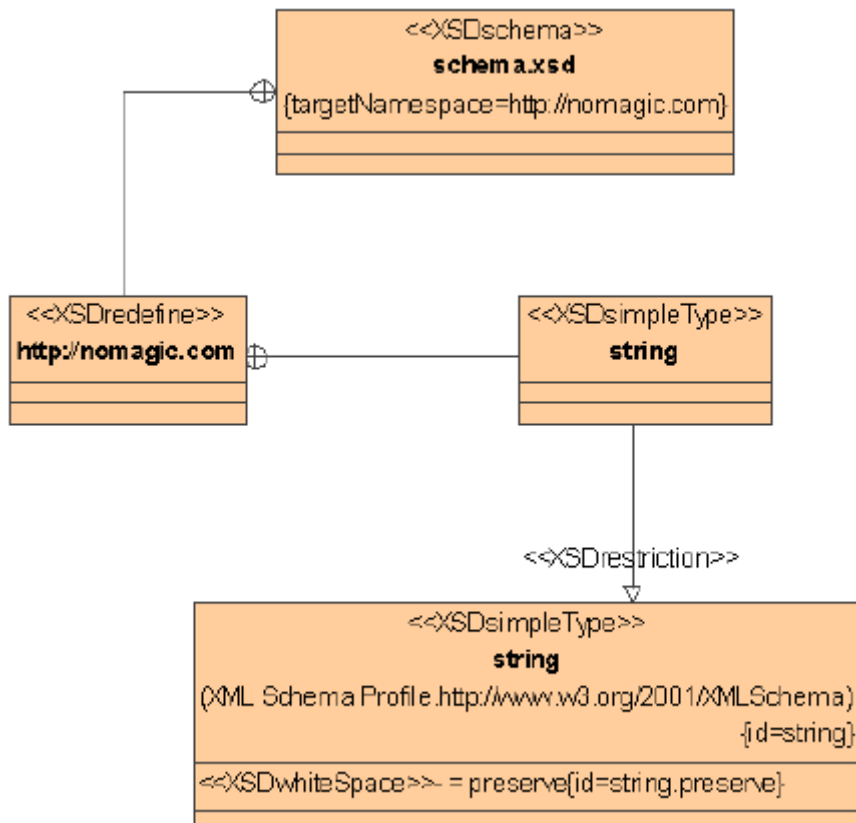 <<XSDschema>>
schema.xsd
{targetNamespace=http://nomagic.com}
<<XSDredefine>>
http://nomagic.com
<<XSDsimpleType>>
string
<<XSDrestriction>>
<<XSDsimpleType>>
string
(XML Schema Profile.http://www.w3.org/2001/XMLSchema)
{id=string}
<<XSDwhiteSpace>>- = preserve{id=string.preserve}